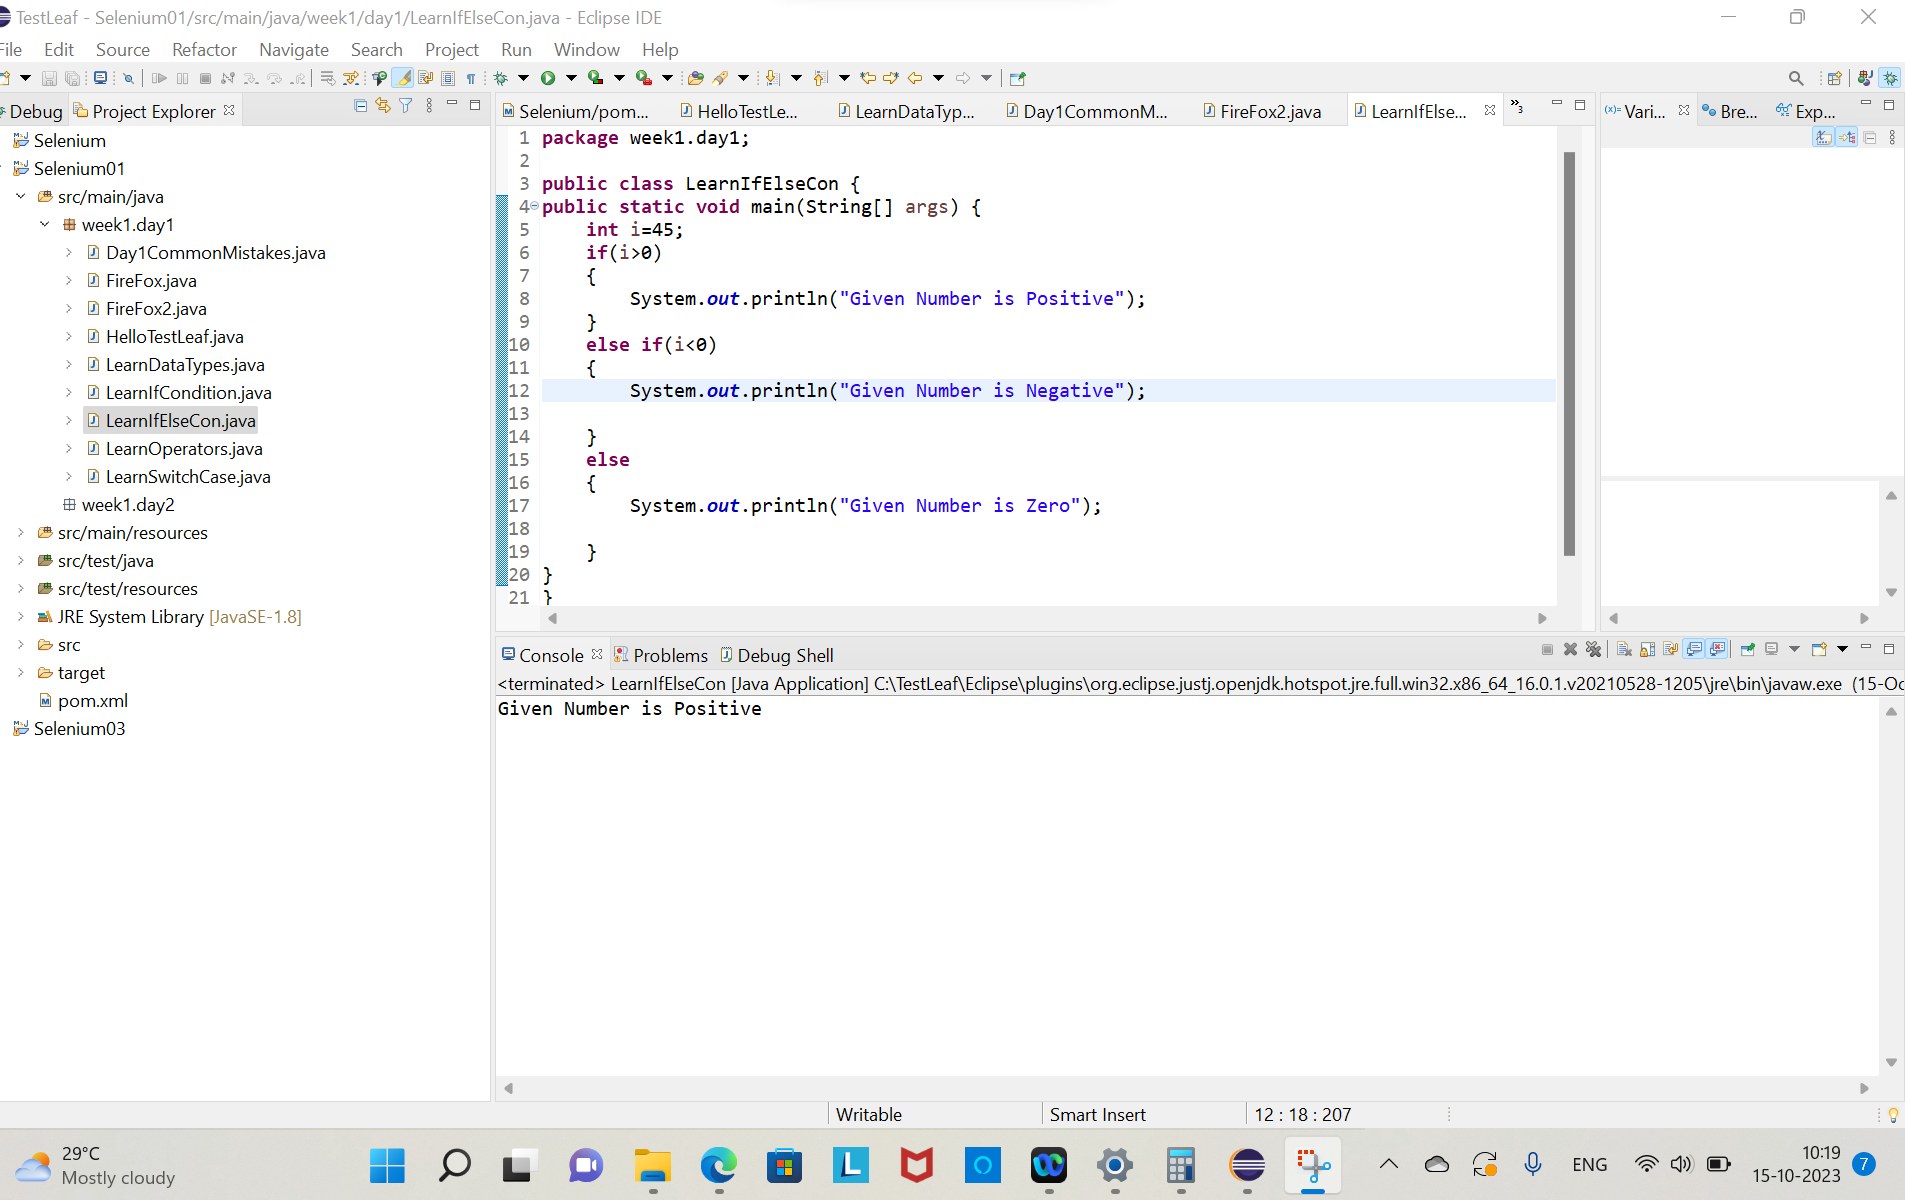 TestLeaf - Selenium01/src/main/java/week1/day1/LearnIfElseCon.java - Eclipse IDE
File Edit Source Refactor Navigate Search Project Run Window Help
Debug Project Explorer
Selenium
Selenium01
src/main/java
week1.day1
Day1CommonMistakes.java
FireFox.java
FireFox2.java
HelloTestLeaf.java
LearnDataTypes.java
LearnIfCondition.java
LearnIfElseCon.java
LearnOperators.java
LearnSwitchCase.java
week1.day2
src/main/resources
src/test/java
src/test/resources
JRE System Library [JavaSE-1.8]
src
target
pom.xml
Selenium03
Selenium/pom... HelloTestLe... LearnDataTyp... Day1CommonM... FireFox2.java LearnIfElse... »3
1 package week1.day1;
2
3 public class LearnIfElseCon {
4 public static void main(String[] args) {
5 int i=45;
6 if(i>0)
7 {
8 System.out.println("Given Number is Positive");
9 }
10 else if(i<0)
11 {
12 System.out.println("Given Number is Negative");
13
14 }
15 else
16 {
17 System.out.println("Given Number is Zero");
18
19 }
20 }
21 }
(x)= Vari... Bre... Exp...
Console Problems Debug Shell
<terminated> LearnIfElseCon [Java Application] C:\TestLeaf\Eclipse\plugins\org.eclipse.justj.openjdk.hotspot.jre.full.win32.x86_64_16.0.1.v20210528-1205\jre\bin\javaw.exe (15-Oc
Given Number is Positive
Writable Smart Insert 12 : 18 : 207
29°C
Mostly cloudy
ENG
10:19
15-10-2023
7